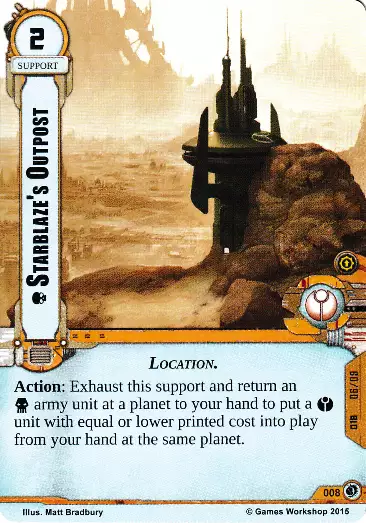 2
SUPPORT
STARBLAZE'S OUTPOST
LOCATION.
Action: Exhaust this support and return an
army unit at a planet to your hand to put a
unit with equal or lower printed cost into play
from your hand at the same planet.
01B 06/09
008
Illus. Matt Bradbury
© Games Workshop 2015